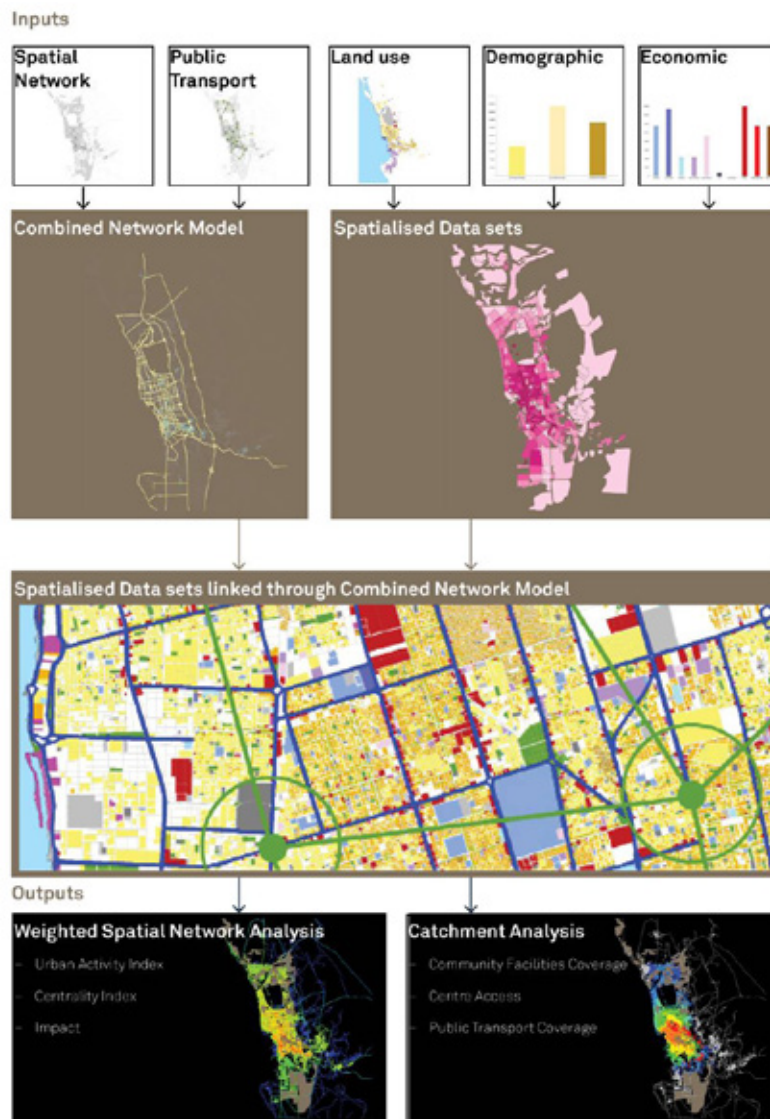 Inputs
Spatial
Network
Public
Transport
Land use
Demographic
Economic
Combined Network Model
Spatialised Data sets
Spatialised Data sets linked through Combined Network Model
Outputs
Weighted Spatial Network Analysis
– Urban Activity Index
– Centrality Index
– Impact
Catchment Analysis
– Community Facilities Coverage
– Centre Access
– Public Transport Coverage